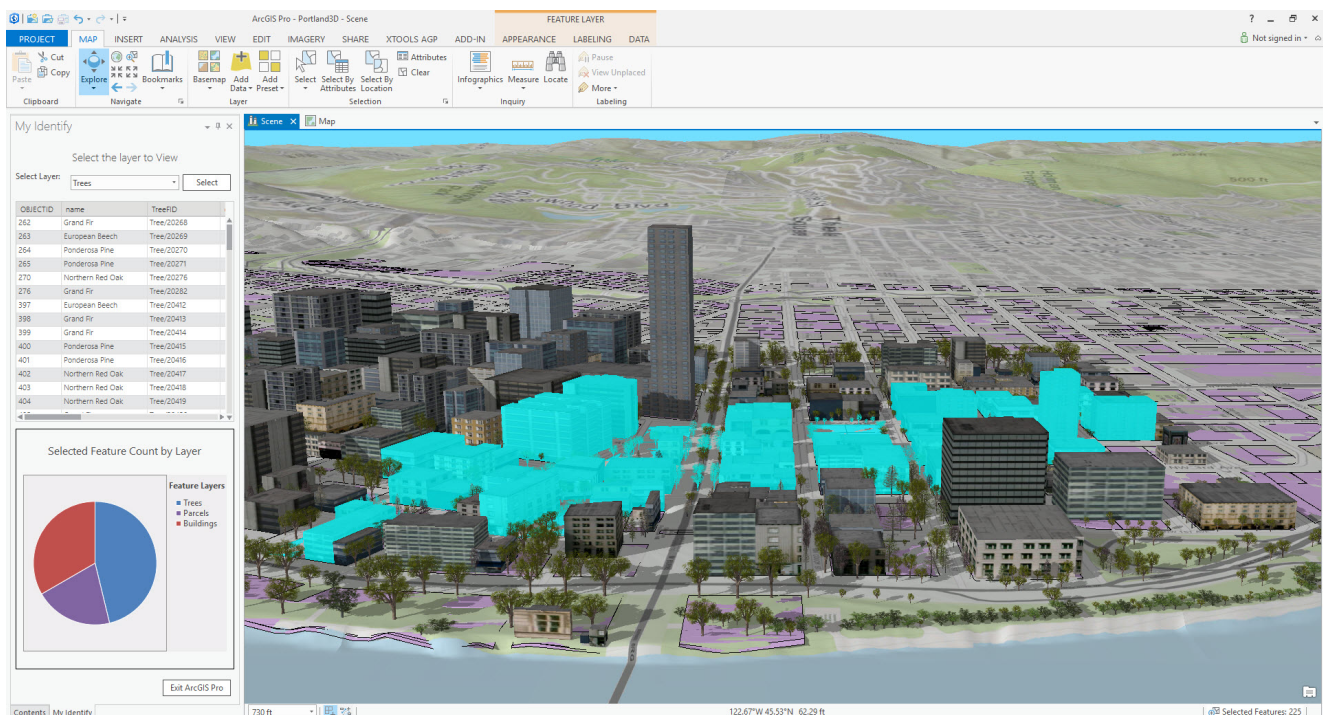 ArcGIS Pro - Portland3D - Scene
FEATURE LAYER
PROJECT MAP INSERT ANALYSIS VIEW EDIT IMAGERY SHARE XTOOLS AGP ADD-IN APPEARANCE LABELING DATA
Not signed in
Paste
Cut
Copy
Clipboard
Explore
Bookmarks
Navigate
Basemap
Add Data
Add Preset
Layer
Select
Select By Attributes
Select By Location
Attributes
Clear
Selection
Infographics
Measure
Locate
Inquiry
Pause
View Unplaced
More
Labeling
My Identify
Scene
Map
Select the layer to View
Select Layer:
Trees
Select
OBJECTID name TreeFID
262 Grand Fir Tree/20268
263 European Beech Tree/20269
264 Ponderosa Pine Tree/20270
265 Ponderosa Pine Tree/20271
270 Northern Red Oak Tree/20276
276 Grand Fir Tree/20282
397 European Beech Tree/20412
398 Grand Fir Tree/20413
399 Grand Fir Tree/20414
400 Ponderosa Pine Tree/20415
401 Ponderosa Pine Tree/20416
402 Northern Red Oak Tree/20417
403 Northern Red Oak Tree/20418
404 Northern Red Oak Tree/20419
Selected Feature Count by Layer
Feature Layers
Trees
Parcels
Buildings
Exit ArcGIS Pro
Contents My Identify
730 ft
122.67°W 45.53°N 62.29 ft
Selected Features: 225